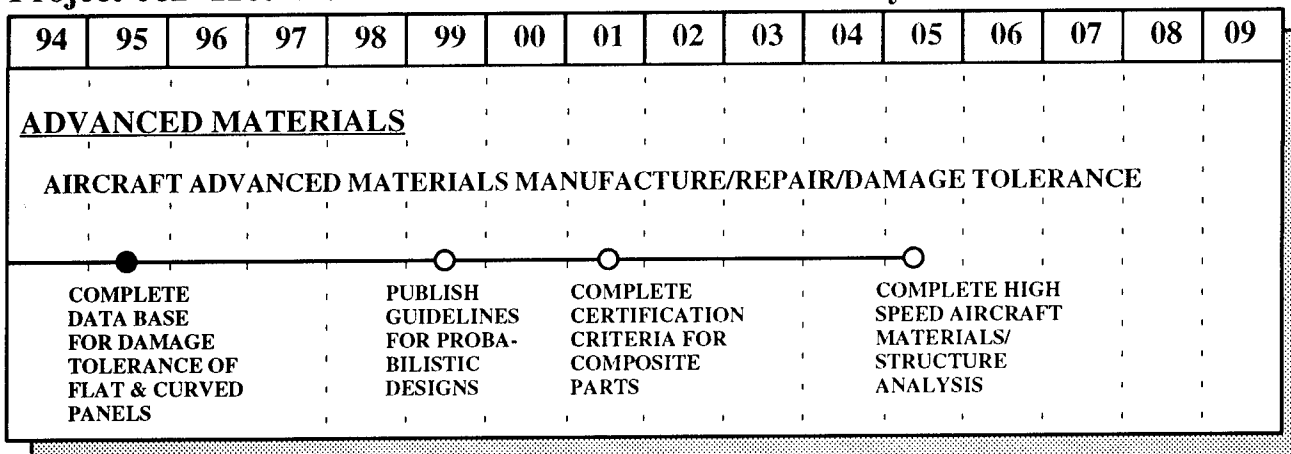 94 95 96 97 98 99 00 01 02 03 04 05 06 07 08 09
ADVANCED MATERIALS
AIRCRAFT ADVANCED MATERIALS MANUFACTURE/REPAIR/DAMAGE TOLERANCE
COMPLETE
DATA BASE
FOR DAMAGE
TOLERANCE OF
FLAT & CURVED
PANELS
PUBLISH
GUIDELINES
FOR PROBA-
BILISTIC
DESIGNS
COMPLETE
CERTIFICATION
CRITERIA FOR
COMPOSITE
PARTS
COMPLETE HIGH
SPEED AIRCRAFT
MATERIALS/
STRUCTURE
ANALYSIS